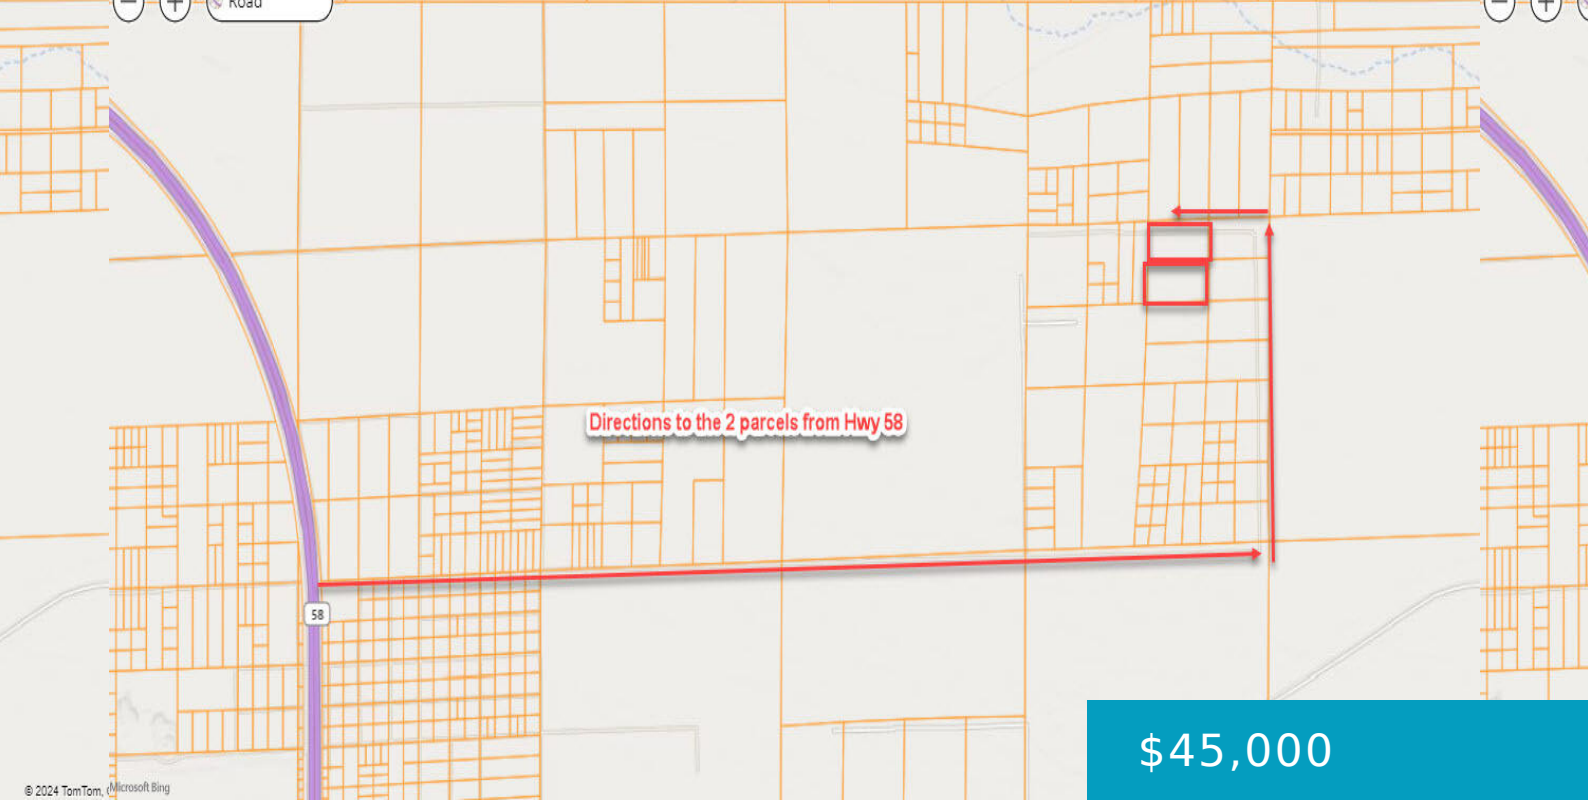 Road
Directions to the 2 parcels from Hwy 58
58
$45,000
© 2024 TomTom,
Microsoft Bing